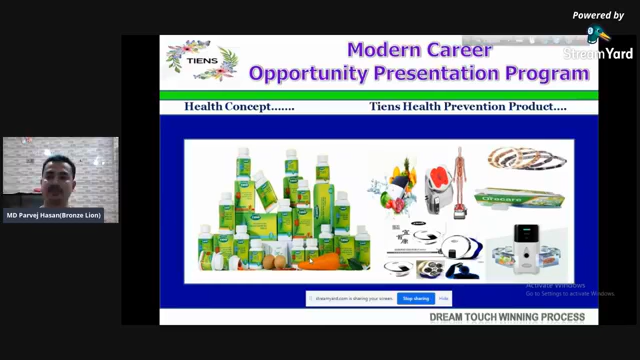 Powered by
StreamYard
TIENS
Modern Career
Opportunity Presentation Program
Health Concept.......
Tiens Health Prevention Product....
MD Parvej Hasan(Bronze Lion)
Orecare
Activate Windows
Go to Settings to activate Windows.
streamyard.com is sharing your screen.
Stop sharing
Hide
DREAM TOUCH WINNING PROCESS